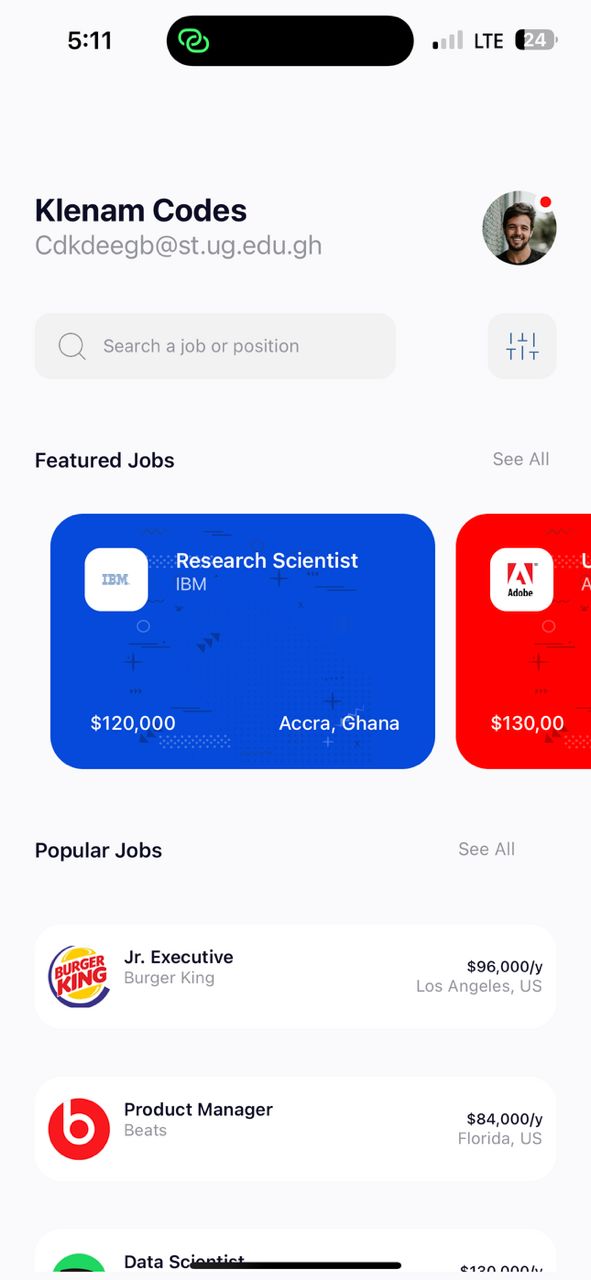 5:11
LTE
24
Klenam Codes
Cdkdeegb@st.ug.edu.gh
Search a job or position
Featured Jobs
See All
IBM
Research Scientist
IBM
$120,000
Accra, Ghana
Adobe
$130,00
Popular Jobs
See All
BURGER KING
Jr. Executive
Burger King
$96,000/y
Los Angeles, US
b
Product Manager
Beats
$84,000/y
Florida, US
Data Scientist
$130,000/y